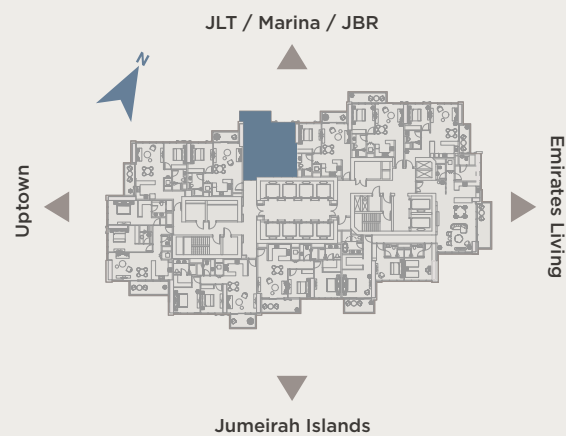 JLT / Marina / JBR
N
Uptown
Emirates Living
Jumeirah Islands